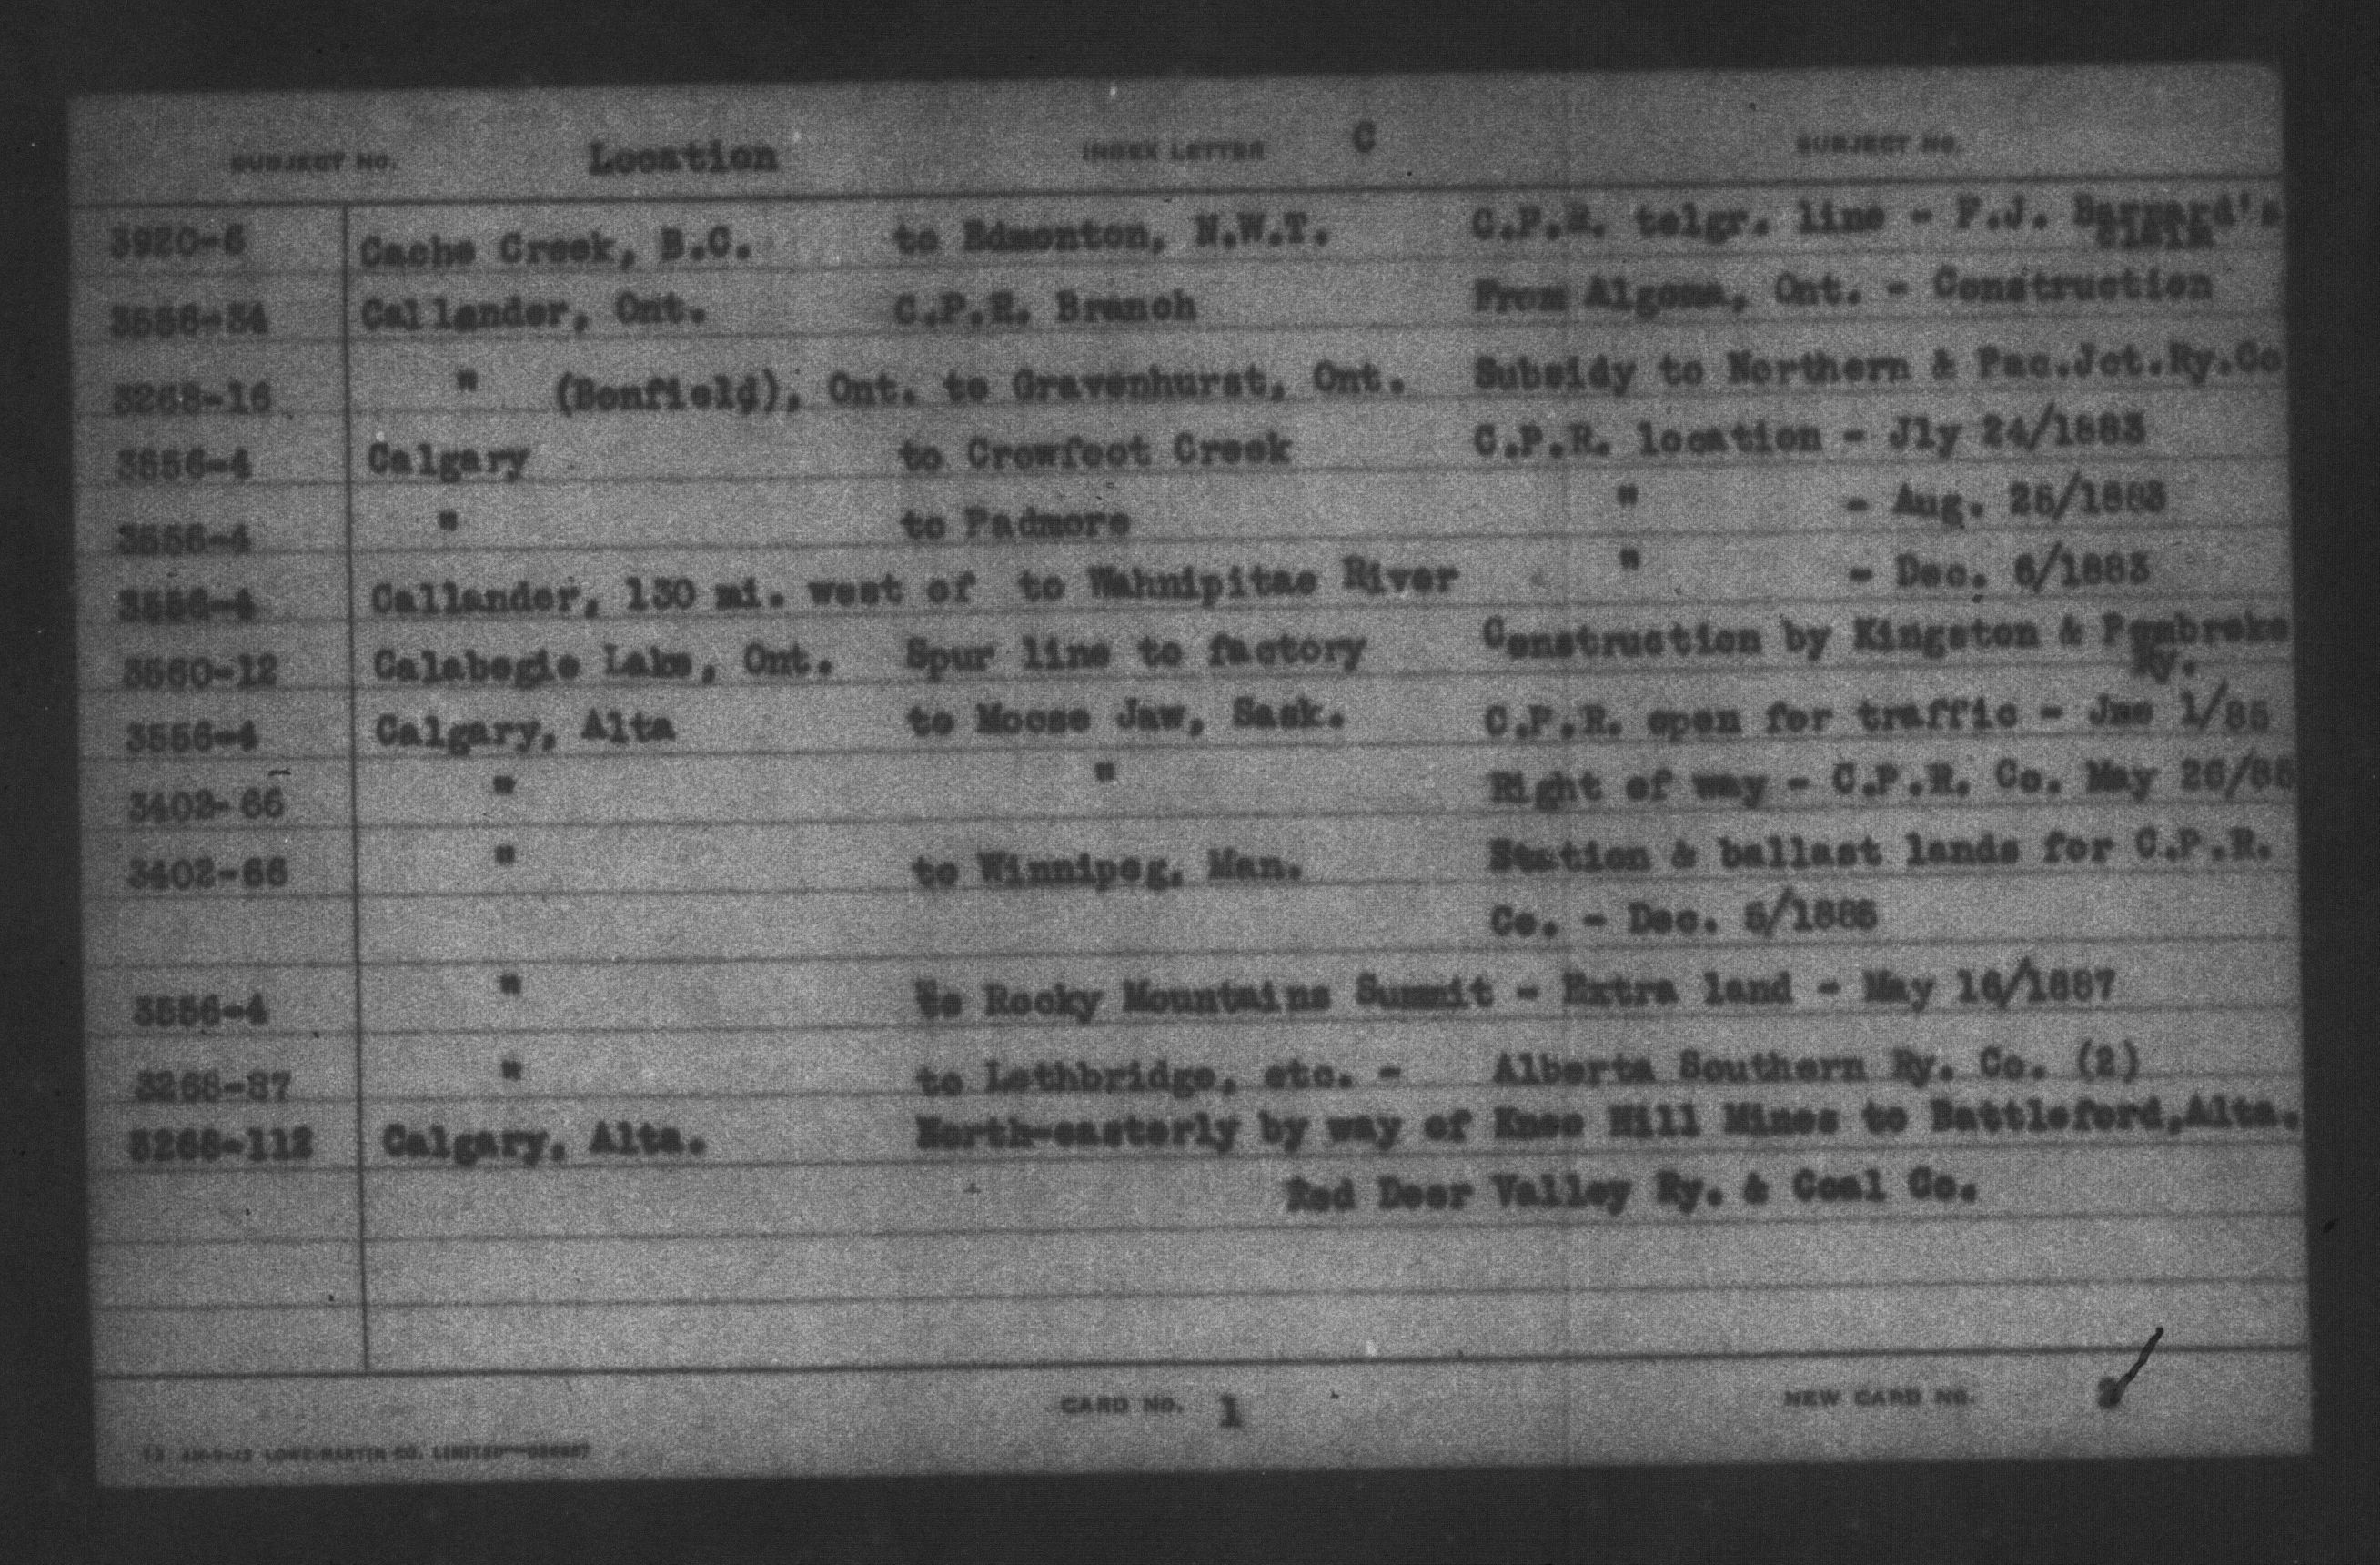 SUBJECT NO. Location INDEX LETTER C SUBJECT NO.
3920-6 Cache Creek, B.C. to Edmonton, N.W.T. C.P.R. telgr. line - F.J. Barnard's
claim
3556-34 Callander, Ont. C.P.R. Branch From Algoma, Ont. - Construction
3268-16 " (Bonfield), Ont. to Gravenhurst, Ont. Subsidy to Northern & Pac.Jct.Ry.Co
3556-4 Calgary to Crowfoot Creek C.P.R. location - Jly 24/1883
3556-4 " to Padmore " - Aug. 25/1883
3556-4 Callander, 130 mi. west of to Wahnipitae River " - Dec. 6/1883
3560-12 Calabogie Lake, Ont. Spur line to factory Construction by Kingston & Pembroke
Ry.
3556-4 Calgary, Alta to Moose Jaw, Sask. C.P.R. open for traffic - Jne 1/85
3402-66 " " Right of way - C.P.R. Co. May 26/85
3402-66 " to Winnipeg, Man. Station & ballast lands for C.P.R.
Co. - Dec. 5/1885
3556-4 " to Rocky Mountains Summit - Extra land - May 16/1887
3268-87 " to Lethbridge, etc. - Alberta Southern Ry. Co. (2)
3268-112 Calgary, Alta. North-easterly by way of Knee Hill Mines to Battleford,Alta.
Red Deer Valley Ry. & Coal Co.
CARD NO. 1 NEW CARD NO.
LOWE-MARTIN CO. LIMITED